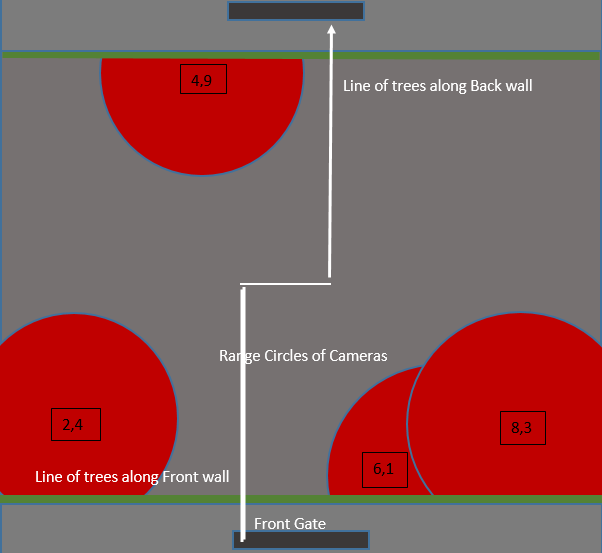 4,9
Line of trees along Back wall
Range Circles of Cameras
2,4
8,3
6,1
Line of trees along Front wall
Front Gate